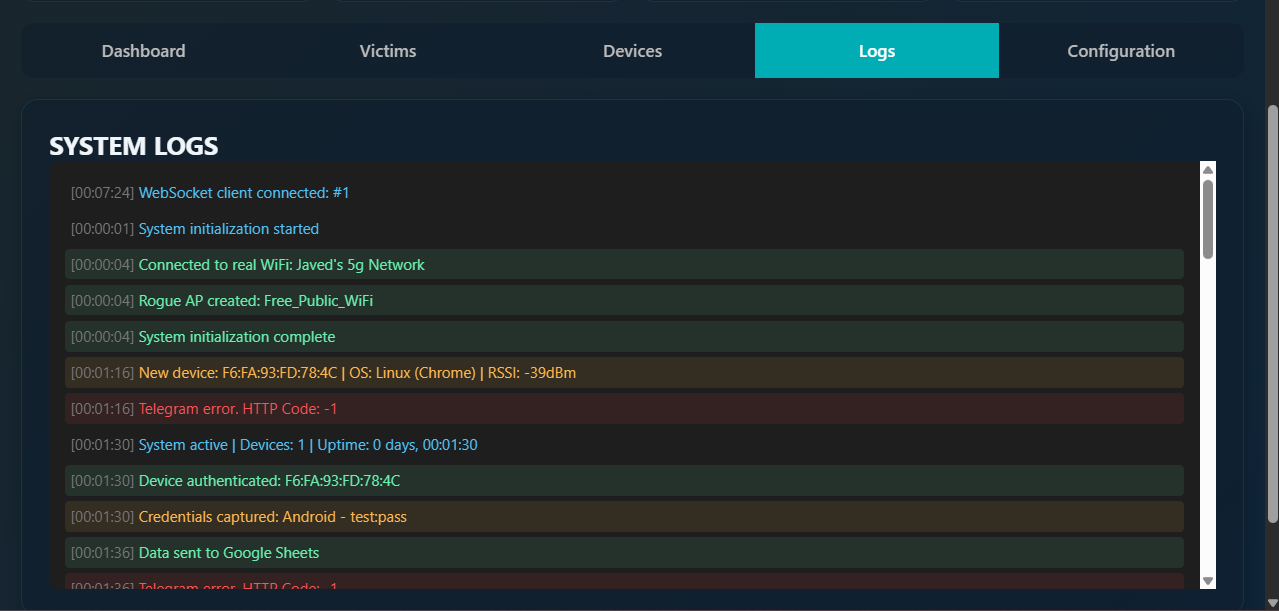 Dashboard Victims Devices Logs Configuration
SYSTEM LOGS
[00:07:24] WebSocket client connected: #1
[00:00:01] System initialization started
[00:00:04] Connected to real WiFi: Javed's 5g Network
[00:00:04] Rogue AP created: Free_Public_WiFi
[00:00:04] System initialization complete
[00:01:16] New device: F6:FA:93:FD:78:4C | OS: Linux (Chrome) | RSSI: -39dBm
[00:01:16] Telegram error. HTTP Code: -1
[00:01:30] System active | Devices: 1 | Uptime: 0 days, 00:01:30
[00:01:30] Device authenticated: F6:FA:93:FD:78:4C
[00:01:30] Credentials captured: Android - test:pass
[00:01:36] Data sent to Google Sheets
[00:01:36] Telegram error. HTTP Code: -1